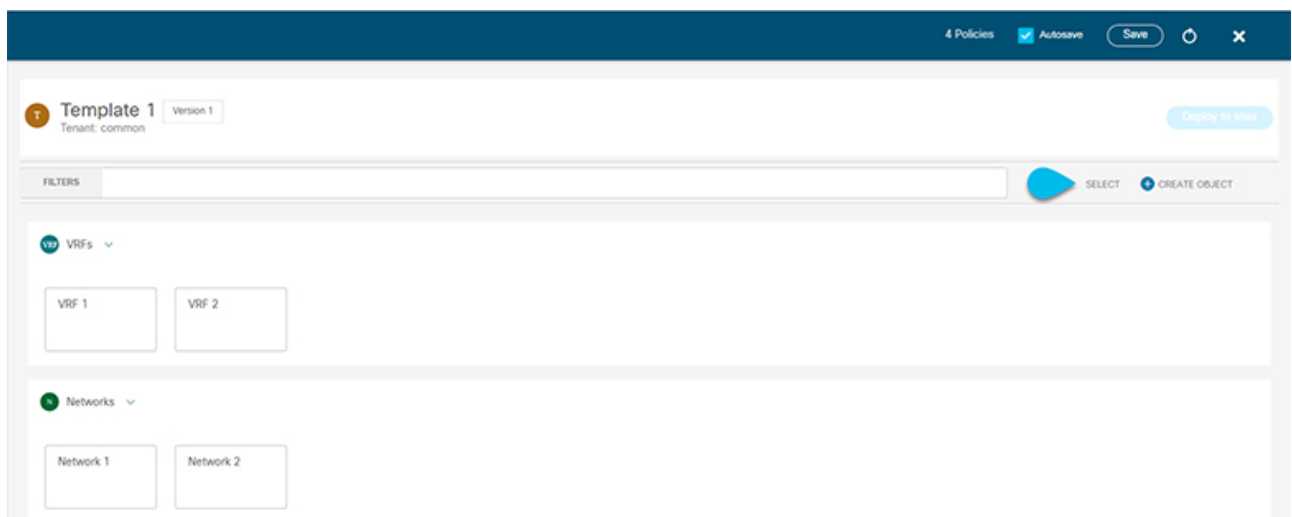 4 Policies Autosave Save
T Template 1 Version 1
Tenant: common
Deploy to sites
FILTERS SELECT CREATE OBJECT
VRF VRFs
VRF 1 VRF 2
N Networks
Network 1 Network 2